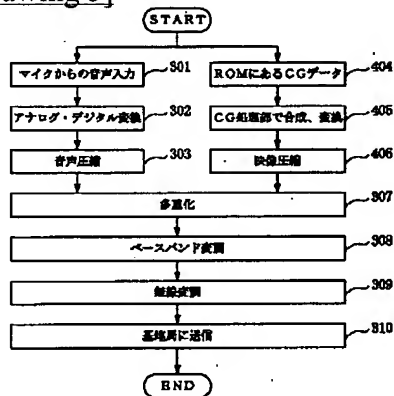 rawing 5]
START
マイクからの音声入力 301
ROMにあるCGデータ 404
アナログ・デジタル変換 302
CG処理部で合成、変換 405
音声圧縮 303
映像圧縮 406
多重化 307
ベースバンド変調 308
無線変調 309
基地局に送信 310
END